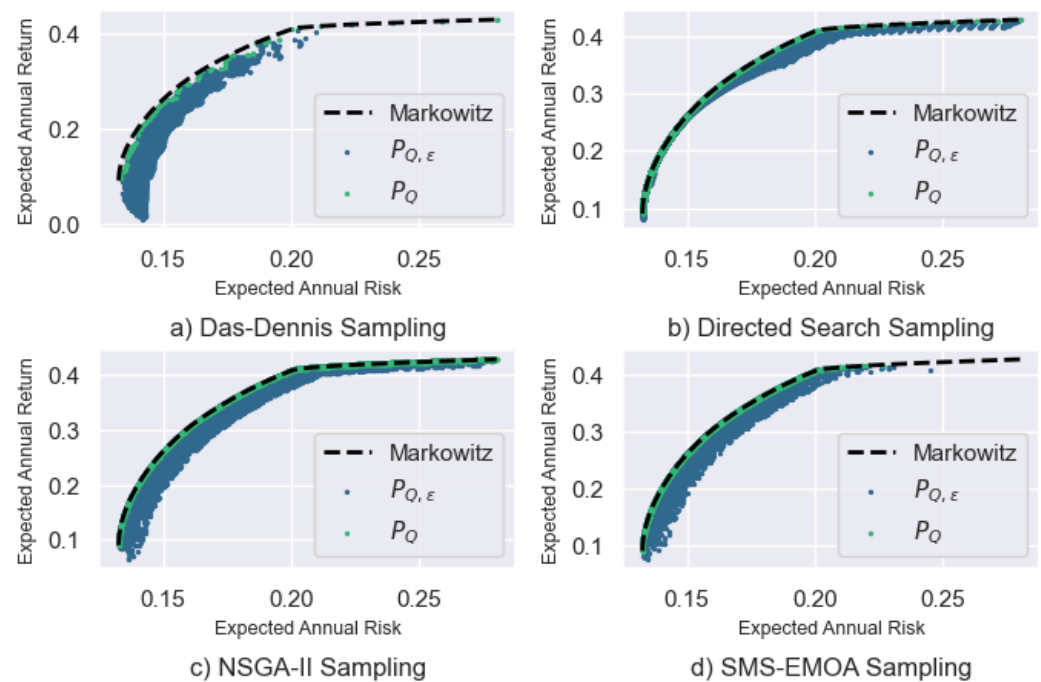 Expected Annual Return
0.4
0.2
0.0
Markowitz
P_{Q, ε}
P_Q
0.15 0.20 0.25
Expected Annual Risk
a) Das-Dennis Sampling
Expected Annual Return
0.4
0.3
0.2
0.1
Markowitz
P_{Q, ε}
P_Q
0.15 0.20 0.25
Expected Annual Risk
b) Directed Search Sampling
Expected Annual Return
0.4
0.3
0.2
0.1
Markowitz
P_{Q, ε}
P_Q
0.15 0.20 0.25
Expected Annual Risk
c) NSGA-II Sampling
Expected Annual Return
0.4
0.3
0.2
0.1
Markowitz
P_{Q, ε}
P_Q
0.15 0.20 0.25
Expected Annual Risk
d) SMS-EMOA Sampling